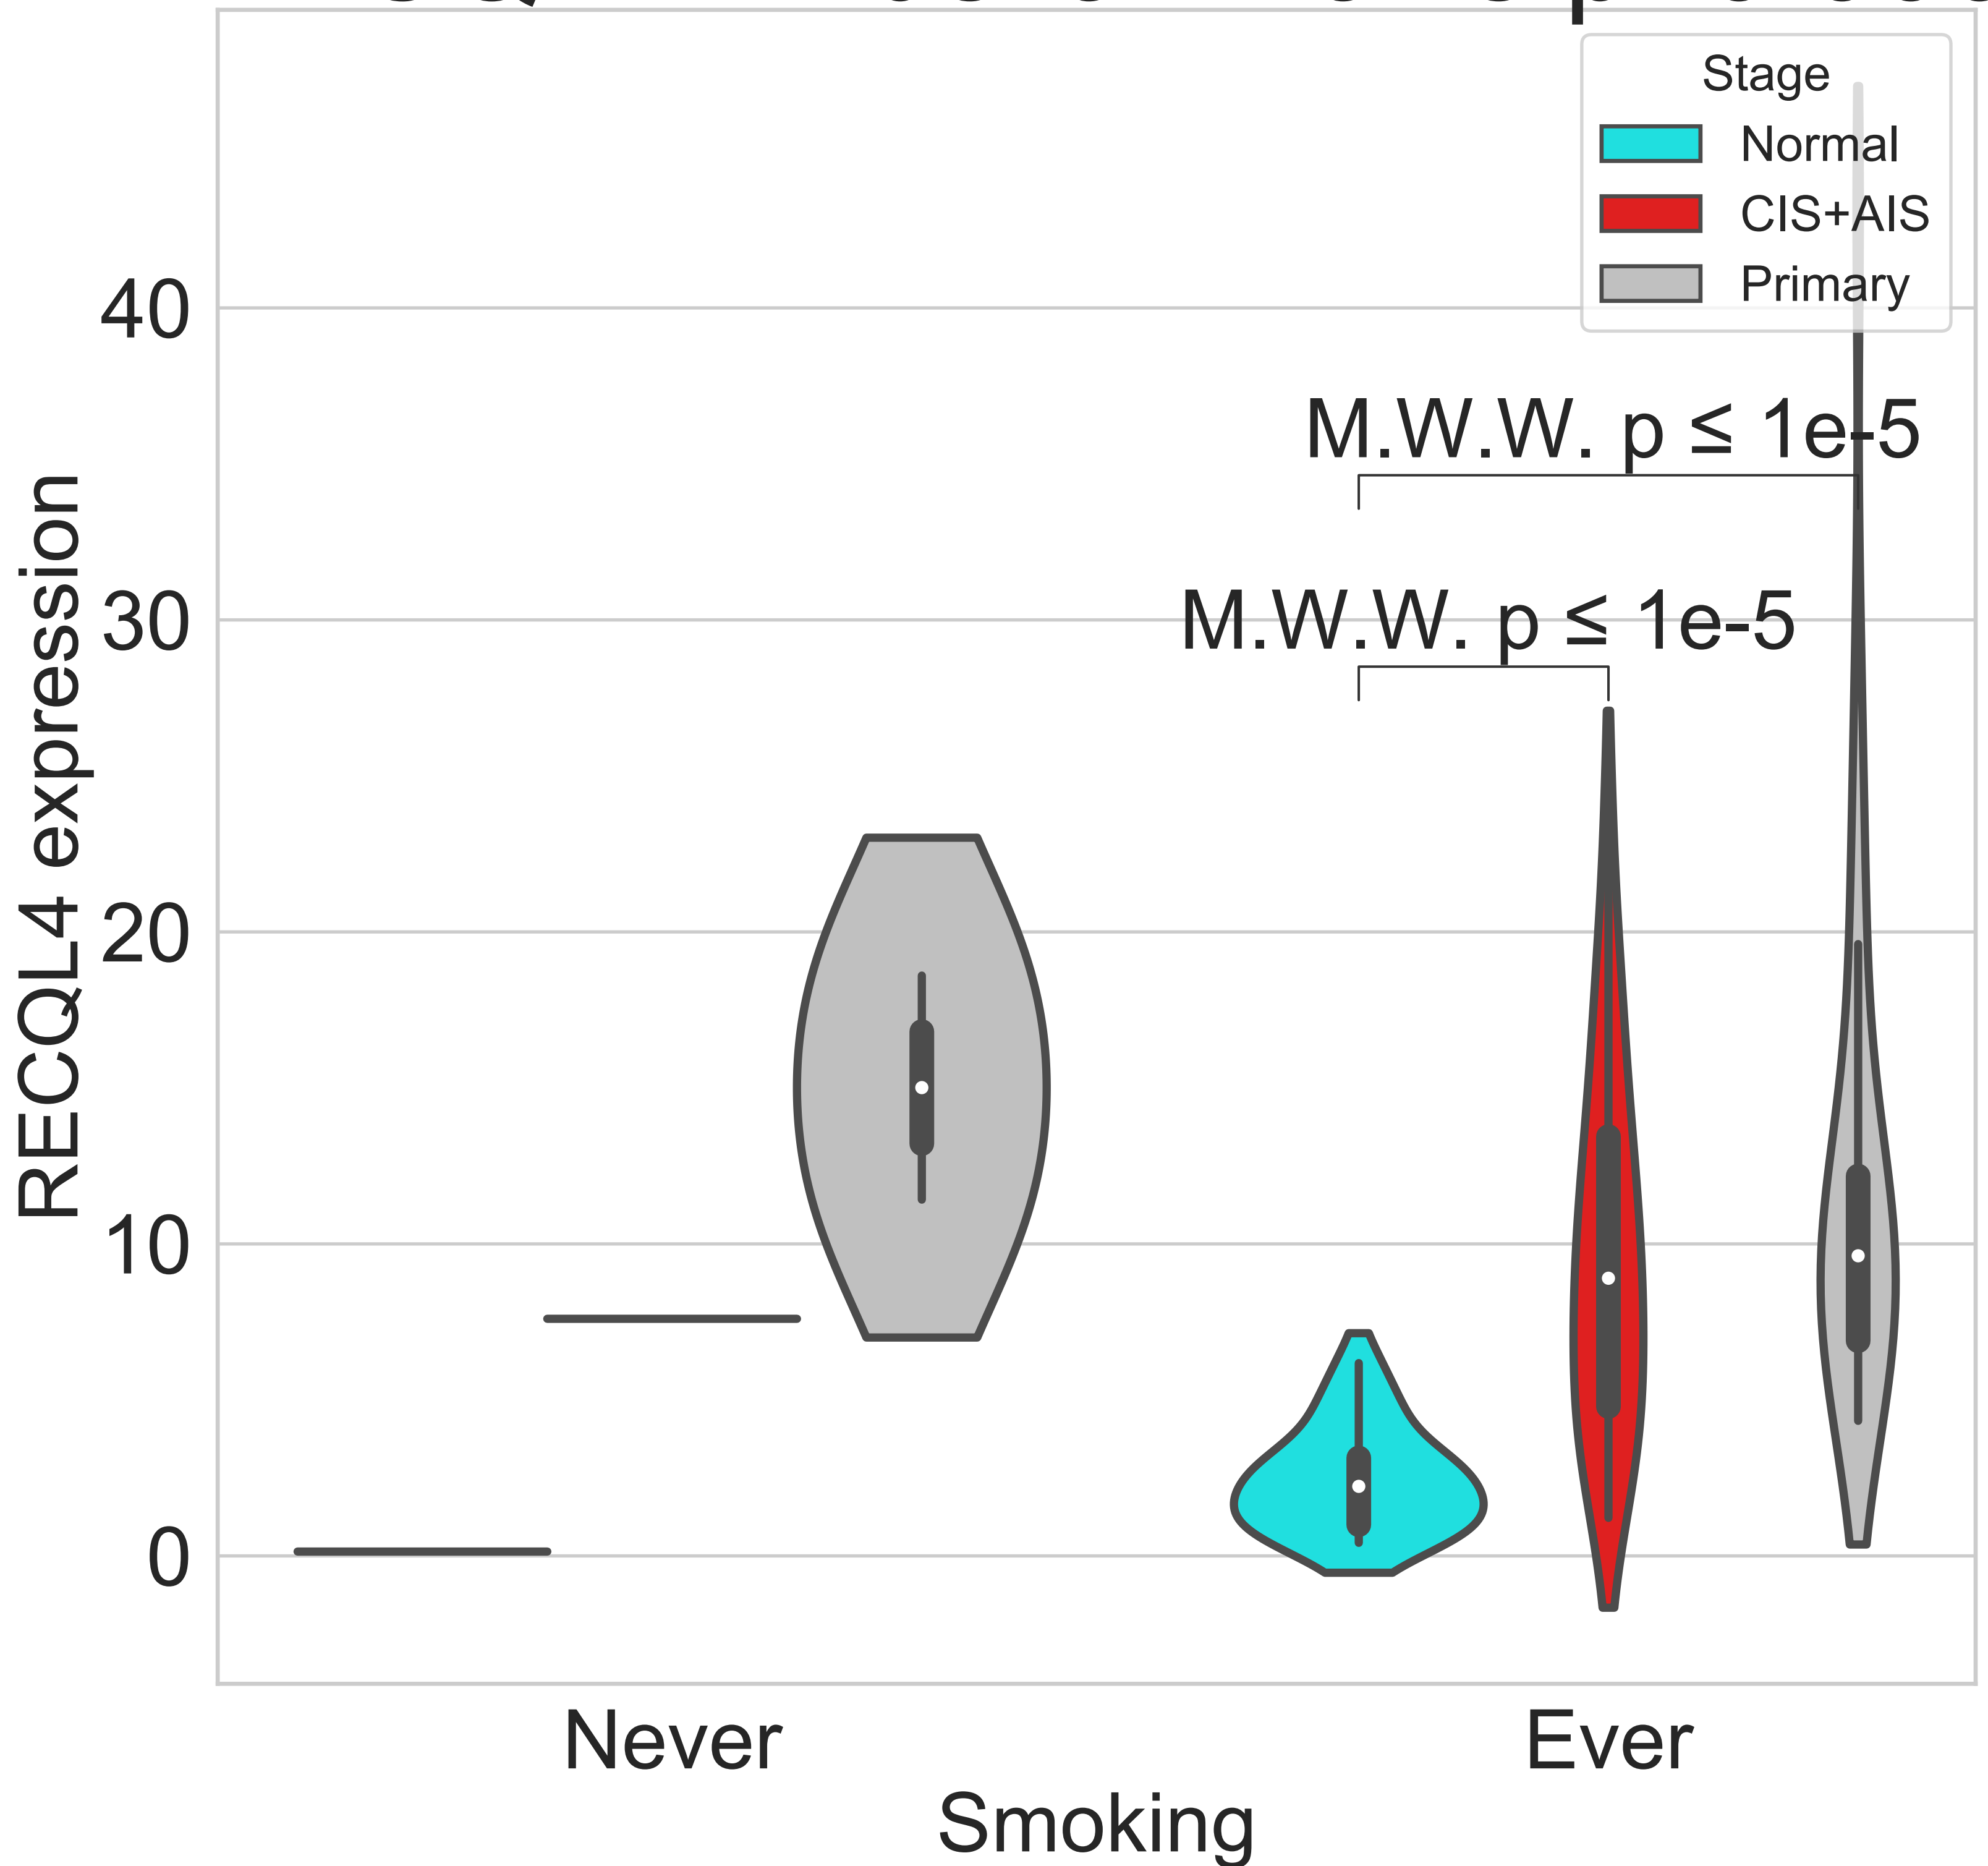 Stage
Normal
CIS+AIS
Primary
M.W.W. p ≤ 1e-5
M.W.W. p ≤ 1e-5
RECQL4 expression
40
30
20
10
0
Never
Ever
Smoking